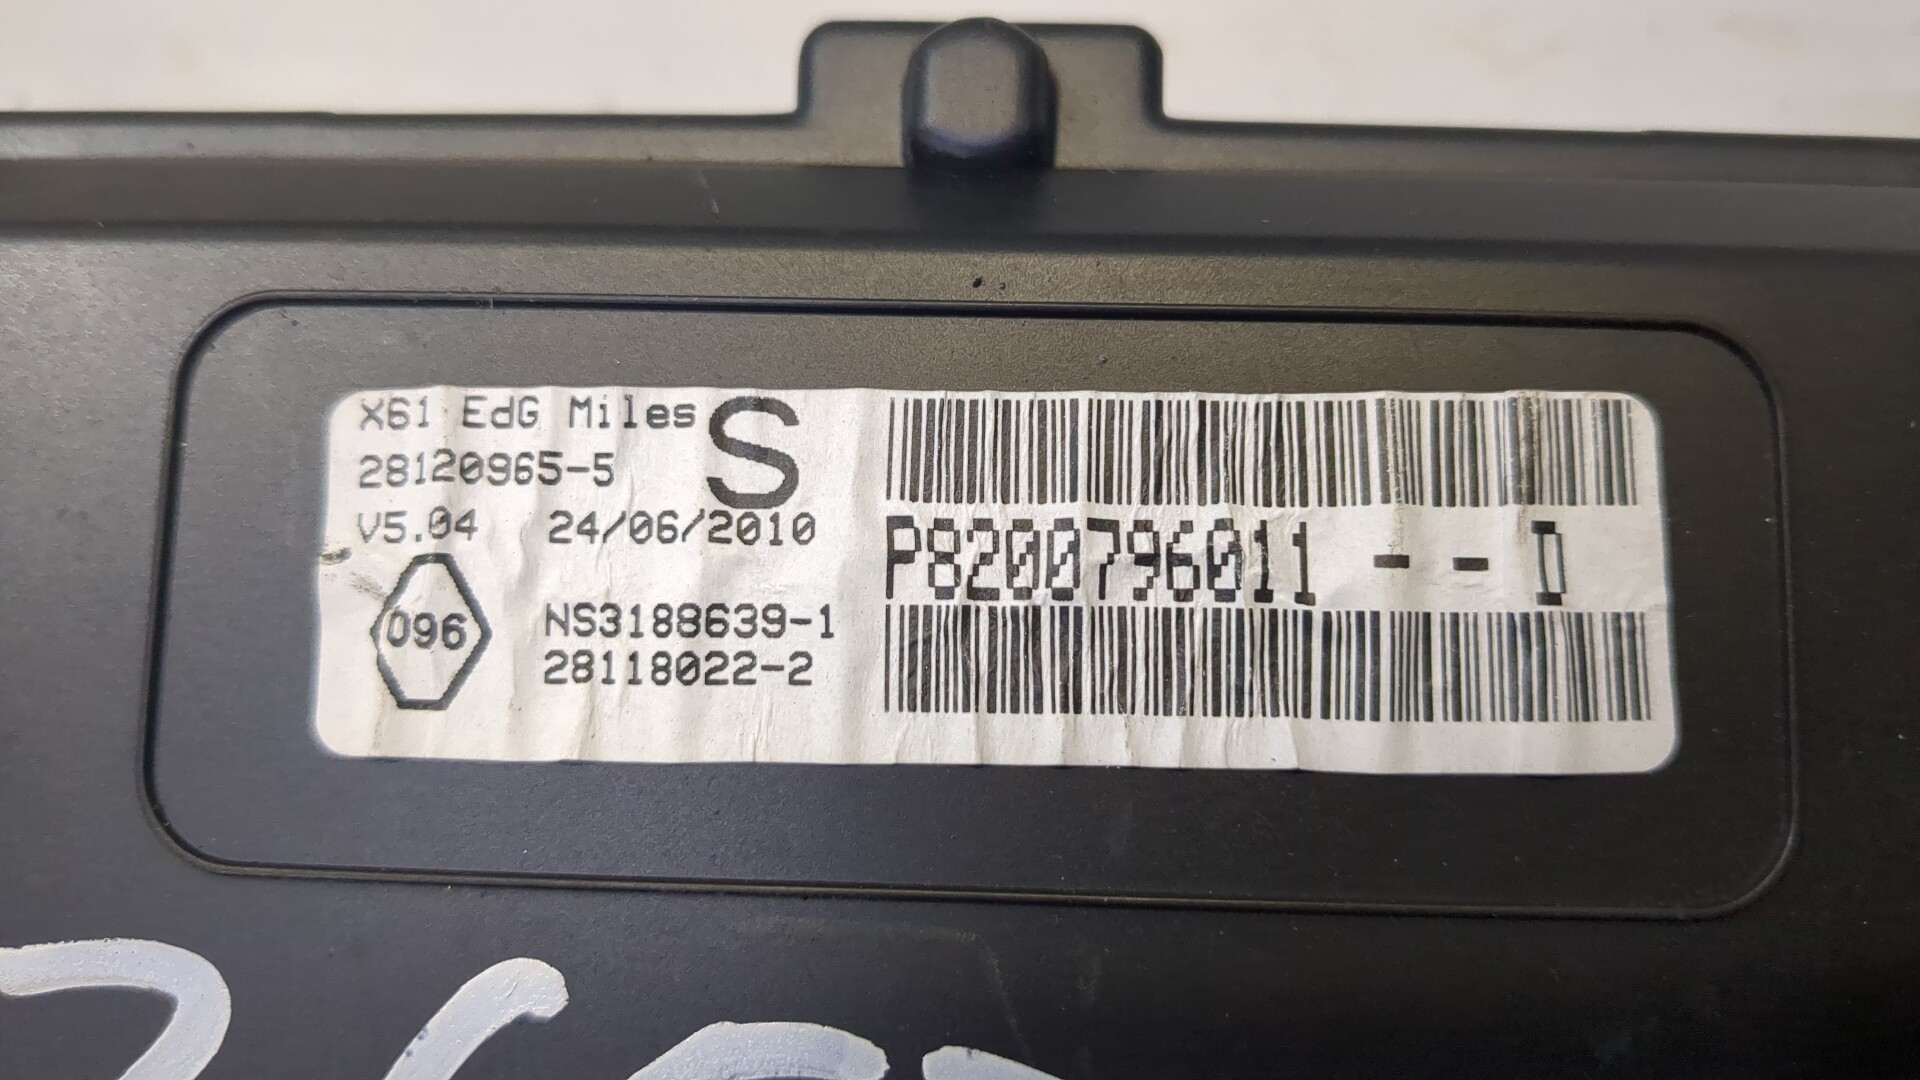 X61 EdG Miles S
28120965-5
V5.04 24/06/2010
P8200796011 -- D
096
NS3188639-1
28118022-2